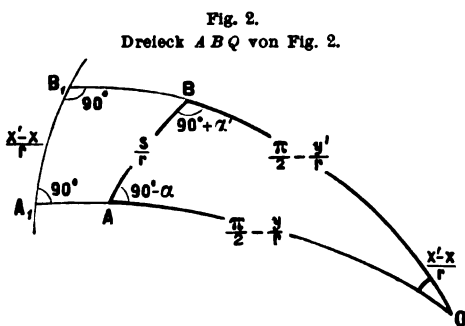 Fig. 2.
Dreieck A B Q von Fig. 2.
B₁
B
90°
90°+α'
x'-x/r
s/r
π/2 - y'/r
90°
90°-α
A₁
A
π/2 - y/r
x'-x/r
Q